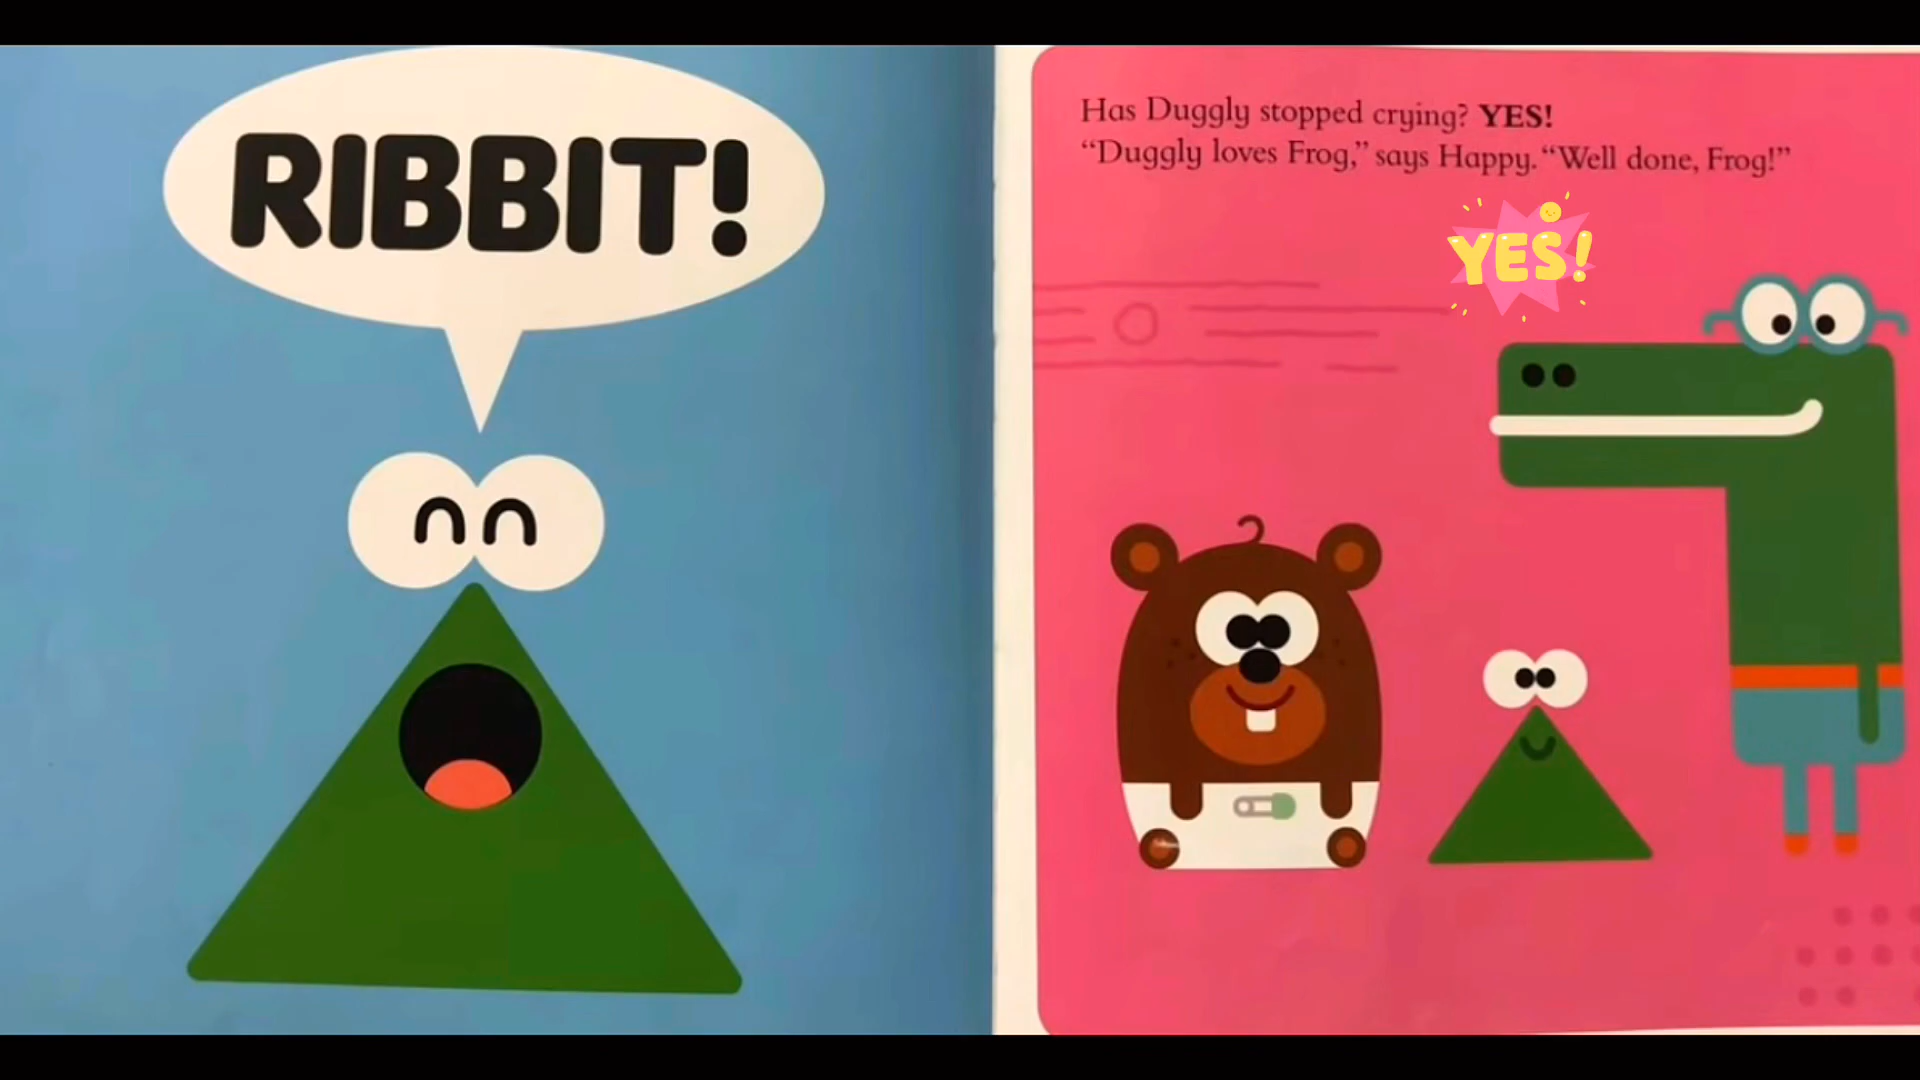 RIBBIT!
Has Duggly stopped crying? YES!
“Duggly loves Frog,” says Happy. “Well done, Frog!”
YES!